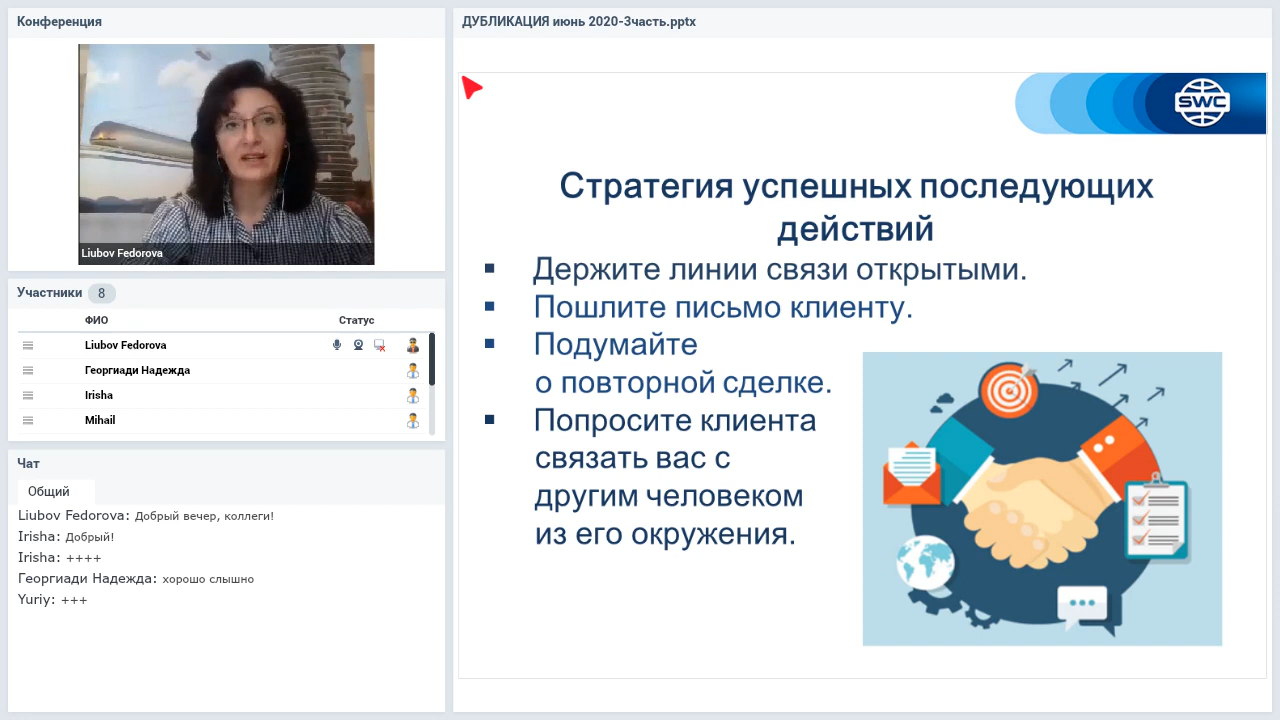 Конференция
Liubov Fedorova
Участники 8
ФИО Статус
Liubov Fedorova
Георгиади Надежда
Irisha
Mihail
Чат
Общий
Liubov Fedorova: Добрый вечер, коллеги!
Irisha: Добрый!
Irisha: ++++
Георгиади Надежда: хорошо слышно
Yuriy: +++
ДУБЛИКАЦИЯ июнь 2020-3часть.pptx
SWC
Стратегия успешных последующих
действий
▪ Держите линии связи открытыми.
▪ Пошлите письмо клиенту.
▪ Подумайте
о повторной сделке.
▪ Попросите клиента
связать вас с
другим человеком
из его окружения.